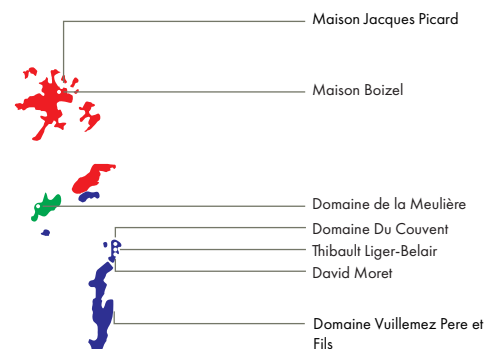 Maison Jacques Picard
Maison Boizel
Domaine de la Meulière
Domaine Du Couvent
Thibault Liger-Belair
David Moret
Domaine Vuillemez Pere et
Fils